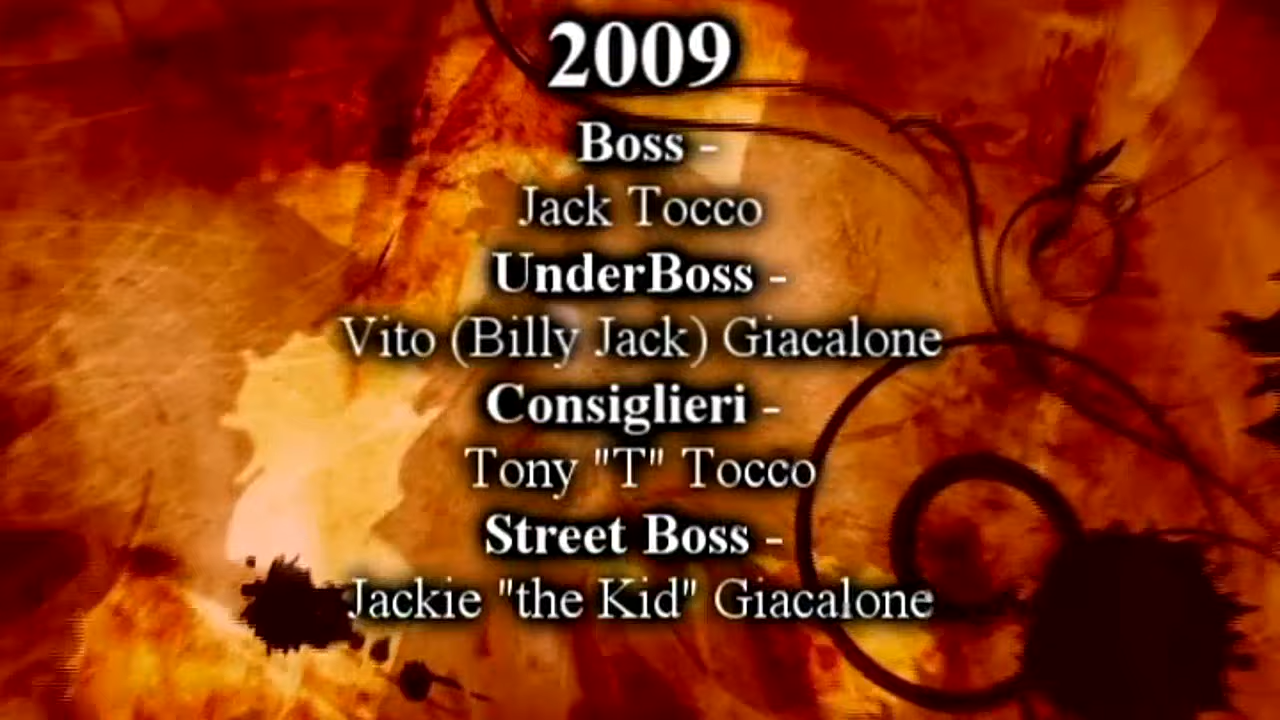 2009
Boss -
Jack Tocco
UnderBoss -
Vito (Billy Jack) Giacalone
Consiglieri -
Tony "T" Tocco
Street Boss -
Jackie "the Kid" Giacalone